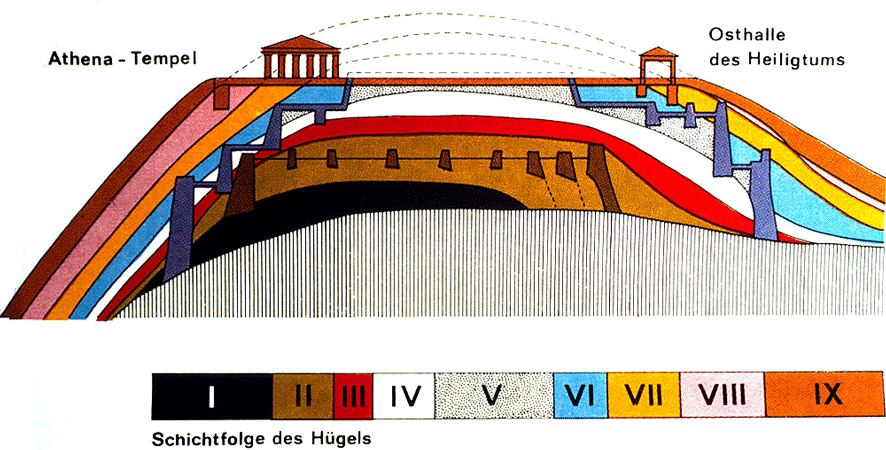 Athena - Tempel
Osthalle
des Heiligtums
I II III IV V VI VII VIII IX
Schichtfolge des Hügels